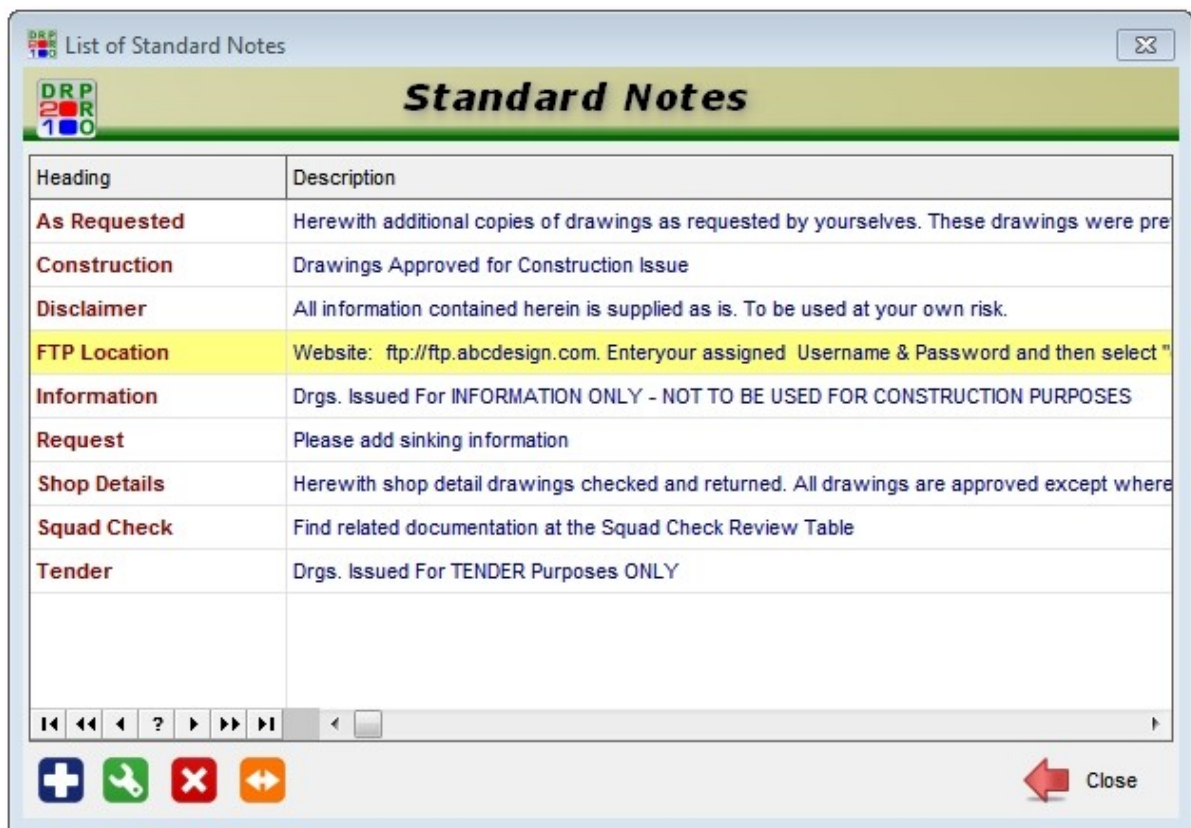 List of Standard Notes
DRP
2 R
1 O
Standard Notes
Heading Description
As Requested Herewith additional copies of drawings as requested by yourselves. These drawings were pre
Construction Drawings Approved for Construction Issue
Disclaimer All information contained herein is supplied as is. To be used at your own risk.
FTP Location Website:  ftp://ftp.abcdesign.com. Enteryour assigned  Username & Password and then select "
Information Drgs. Issued For INFORMATION ONLY - NOT TO BE USED FOR CONSTRUCTION PURPOSES
Request Please add sinking information
Shop Details Herewith shop detail drawings checked and returned. All drawings are approved except where
Squad Check Find related documentation at the Squad Check Review Table
Tender Drgs. Issued For TENDER Purposes ONLY
?
Close